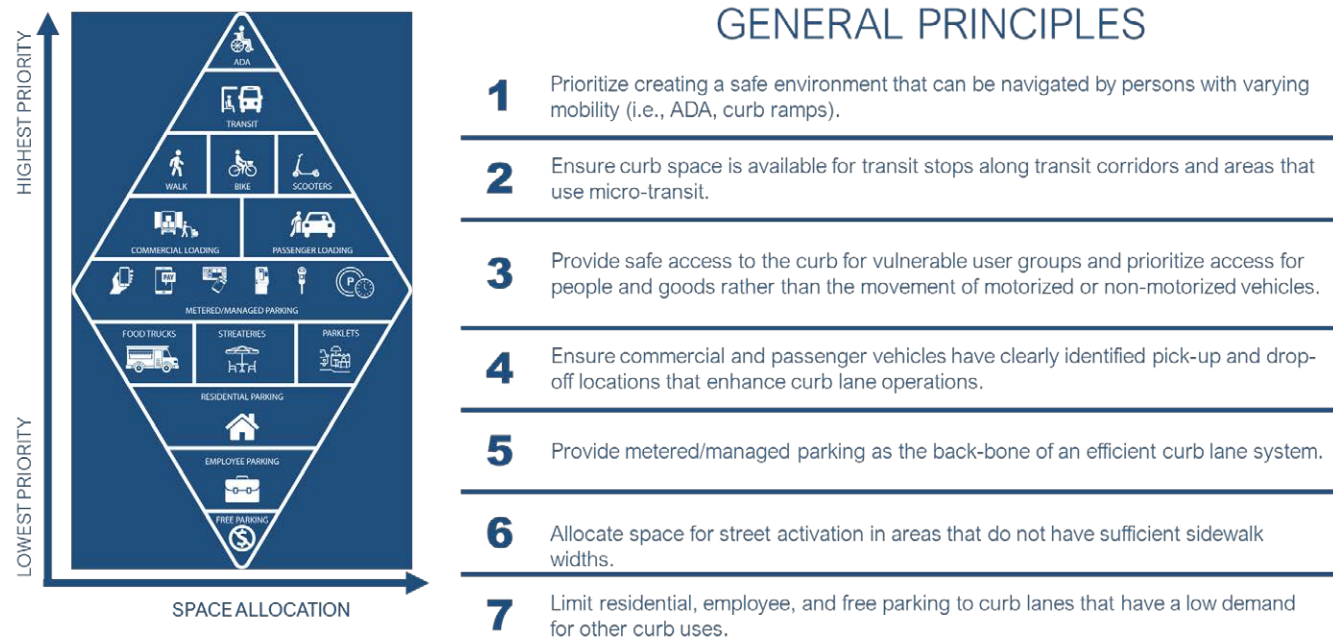 HIGHEST PRIORITY
LOWEST PRIORITY
ADA
TRANSIT
WALK
BIKE
SCOOTERS
COMMERCIAL LOADING
PASSENGER LOADING
PAY
P
METERED/MANAGED PARKING
FOOD TRUCKS
STREATERIES
PARKLETS
RESIDENTIAL PARKING
EMPLOYEE PARKING
FREE PARKING
$
SPACE ALLOCATION
GENERAL PRINCIPLES
1
Prioritize creating a safe environment that can be navigated by persons with varying
mobility (i.e., ADA, curb ramps).
2
Ensure curb space is available for transit stops along transit corridors and areas that
use micro-transit.
3
Provide safe access to the curb for vulnerable user groups and prioritize access for
people and goods rather than the movement of motorized or non-motorized vehicles.
4
Ensure commercial and passenger vehicles have clearly identified pick-up and drop-
off locations that enhance curb lane operations.
5
Provide metered/managed parking as the back-bone of an efficient curb lane system.
6
Allocate space for street activation in areas that do not have sufficient sidewalk
widths.
7
Limit residential, employee, and free parking to curb lanes that have a low demand
for other curb uses.